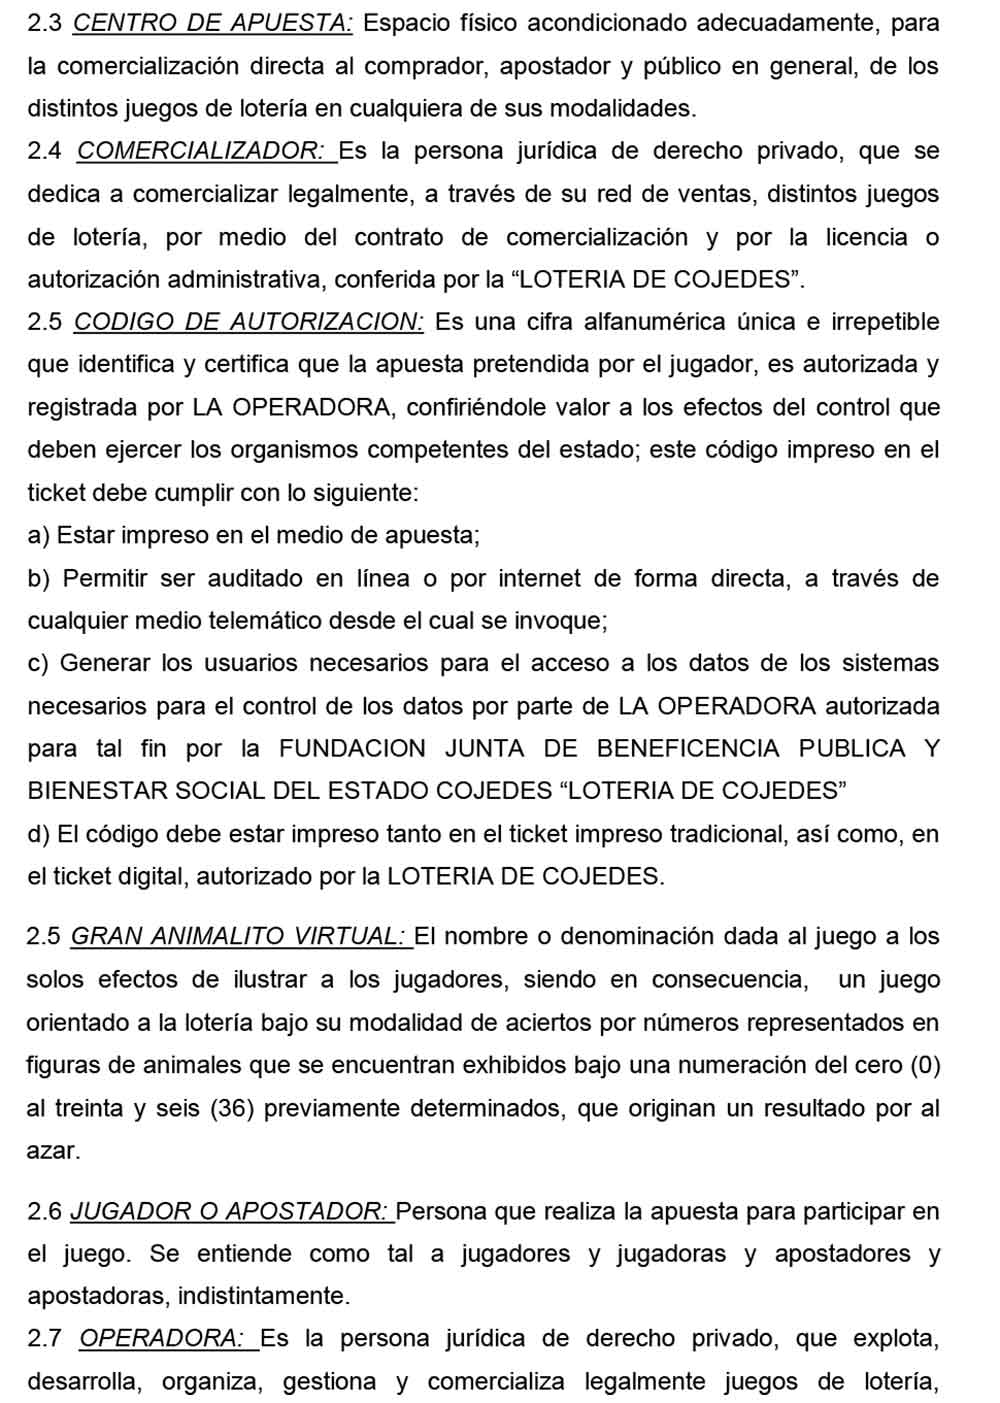 2.3 CENTRO DE APUESTA: Espacio físico acondicionado adecuadamente, para
la comercialización directa al comprador, apostador y público en general, de los
distintos juegos de lotería en cualquiera de sus modalidades.
2.4 COMERCIALIZADOR: Es la persona jurídica de derecho privado, que se
dedica a comercializar legalmente, a través de su red de ventas, distintos juegos
de lotería, por medio del contrato de comercialización y por la licencia o
autorización administrativa, conferida por la “LOTERIA DE COJEDES”.
2.5 CODIGO DE AUTORIZACION: Es una cifra alfanumérica única e irrepetible
que identifica y certifica que la apuesta pretendida por el jugador, es autorizada y
registrada por LA OPERADORA, confiriéndole valor a los efectos del control que
deben ejercer los organismos competentes del estado; este código impreso en el
ticket debe cumplir con lo siguiente:
a) Estar impreso en el medio de apuesta;
b) Permitir ser auditado en línea o por internet de forma directa, a través de
cualquier medio telemático desde el cual se invoque;
c) Generar los usuarios necesarios para el acceso a los datos de los sistemas
necesarios para el control de los datos por parte de LA OPERADORA autorizada
para tal fin por la FUNDACION JUNTA DE BENEFICENCIA PUBLICA Y
BIENESTAR SOCIAL DEL ESTADO COJEDES “LOTERIA DE COJEDES”
d) El código debe estar impreso tanto en el ticket impreso tradicional, así como, en
el ticket digital, autorizado por la LOTERIA DE COJEDES.
2.5 GRAN ANIMALITO VIRTUAL: El nombre o denominación dada al juego a los
solos efectos de ilustrar a los jugadores, siendo en consecuencia, un juego
orientado a la lotería bajo su modalidad de aciertos por números representados en
figuras de animales que se encuentran exhibidos bajo una numeración del cero (0)
al treinta y seis (36) previamente determinados, que originan un resultado por al
azar.
2.6 JUGADOR O APOSTADOR: Persona que realiza la apuesta para participar en
el juego. Se entiende como tal a jugadores y jugadoras y apostadores y
apostadoras, indistintamente.
2.7 OPERADORA: Es la persona jurídica de derecho privado, que explota,
desarrolla, organiza, gestiona y comercializa legalmente juegos de lotería,